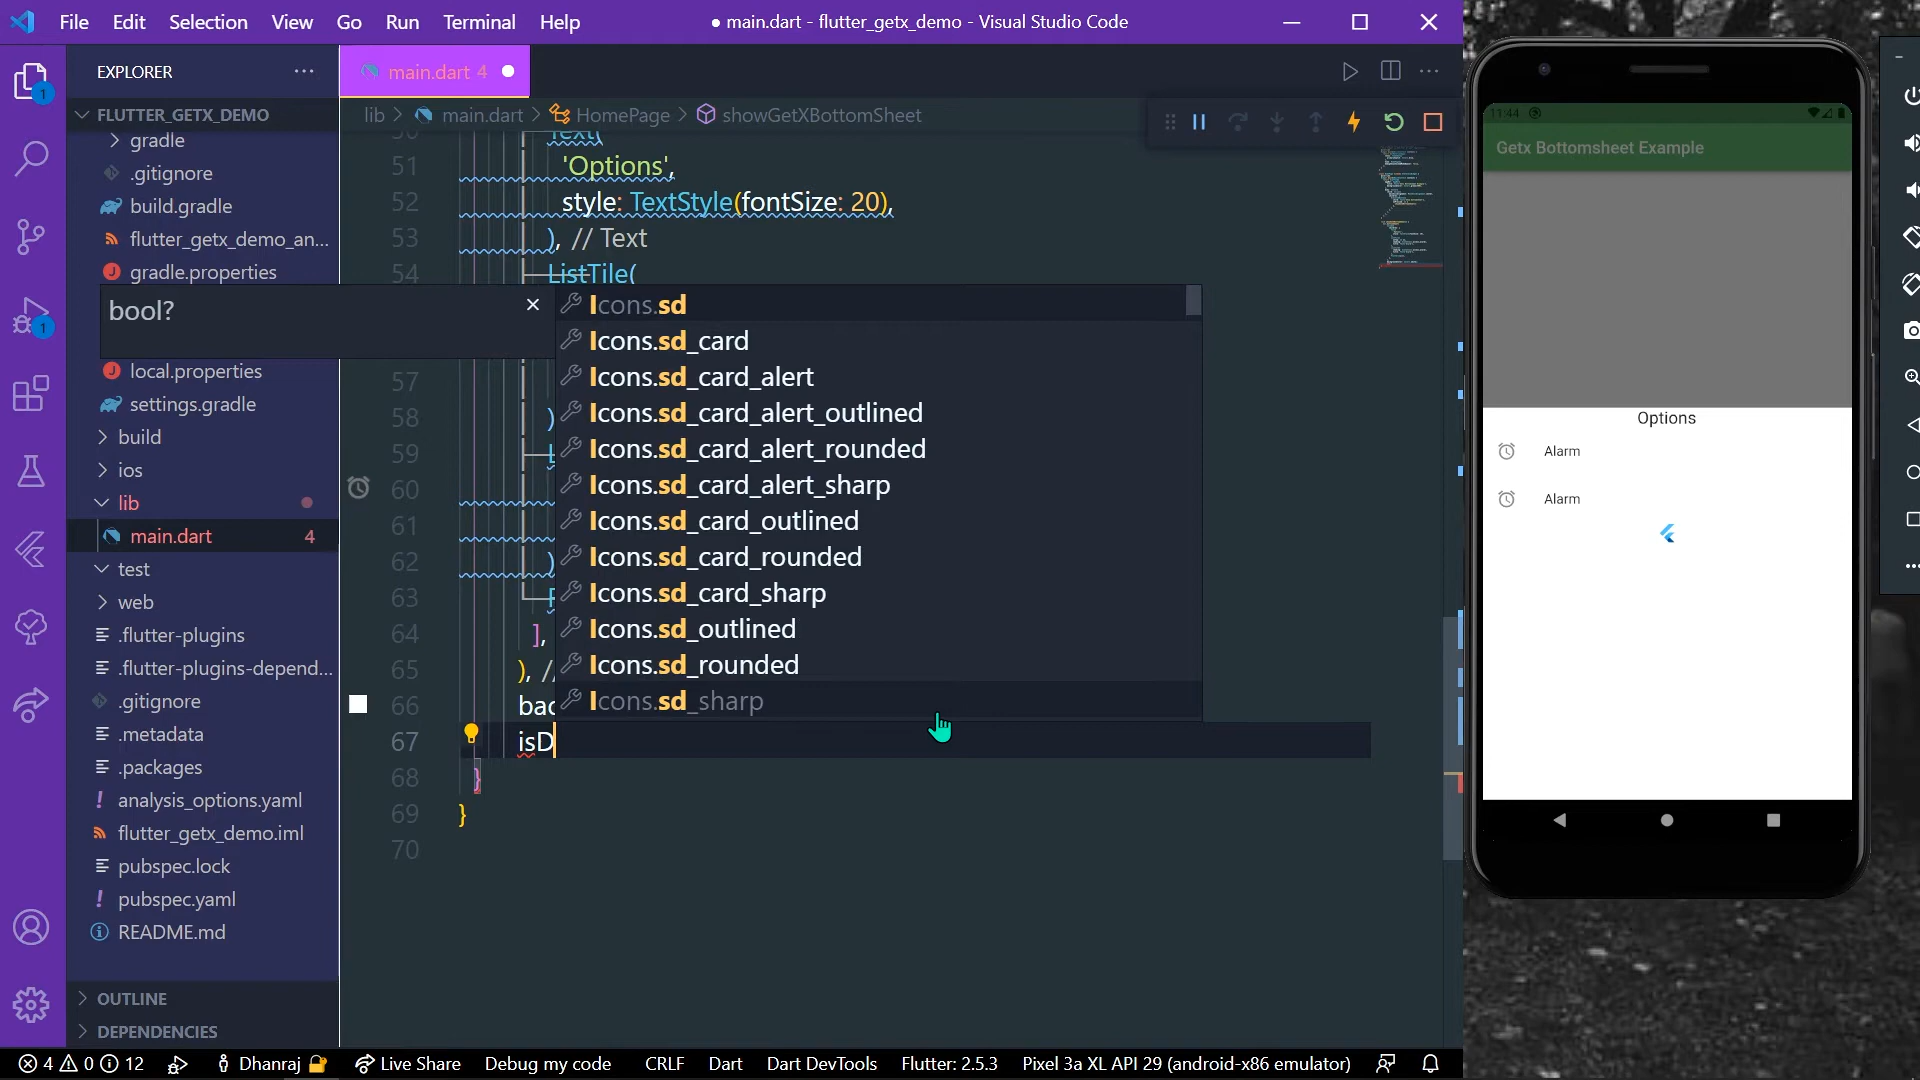 File Edit Selection View Go Run Terminal Help
● main.dart - flutter_getx_demo - Visual Studio Code
EXPLORER
main.dart 4
FLUTTER_GETX_DEMO
gradle
.gitignore
build.gradle
flutter_getx_demo_an...
gradle.properties
local.properties
settings.gradle
build
ios
lib
main.dart 4
test
web
.flutter-plugins
.flutter-plugins-depend...
.gitignore
.metadata
.packages
analysis_options.yaml
flutter_getx_demo.iml
pubspec.lock
pubspec.yaml
README.md
OUTLINE
DEPENDENCIES
1
1
lib > main.dart > HomePage > showGetXBottomSheet
50 Text(
51 'Options',
52 style: TextStyle(fontSize: 20),
53 ), // Text
54 ListTile(
bool?
Icons.sd
Icons.sd_card
Icons.sd_card_alert
Icons.sd_card_alert_outlined
Icons.sd_card_alert_rounded
Icons.sd_card_alert_sharp
Icons.sd_card_outlined
Icons.sd_card_rounded
Icons.sd_card_sharp
Icons.sd_outlined
Icons.sd_rounded
Icons.sd_sharp
57
58 )
59
60
61
62 )
63
64 ],
65 ), //
66 bac
67 isD
68 }
69 }
70
11:44
Getx Bottomsheet Example
Options
Alarm
Alarm
4 0 12 Dhanraj Live Share Debug my code CRLF Dart Dart DevTools Flutter: 2.5.3 Pixel 3a XL API 29 (android-x86 emulator)